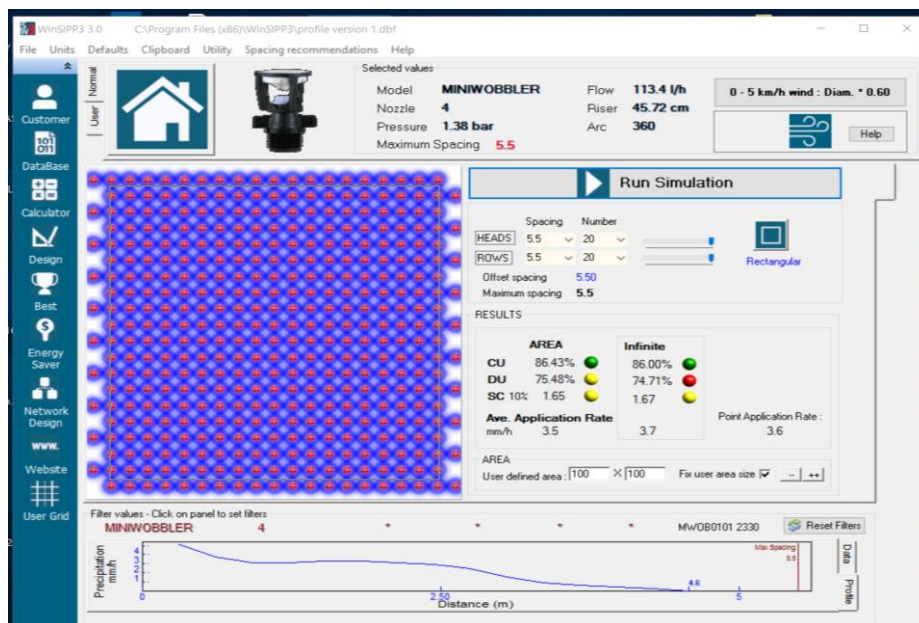 WinSIPP3 3.0 C:\Program Files (x86)\WinSIPP3\profile version 1.dbf
File Units Defaults Clipboard Utility Spacing recommendations Help
Customer
DataBase
Calculator
Design
Best
Energy
Saver
Network
Design
www.
Website
User Grid
Normal
User
Selected values
Model MINIWOBBLER Flow 113.4 l/h
Nozzle 4 Riser 45.72 cm
Pressure 1.38 bar Arc 360
Maximum Spacing 5.5
0 - 5 km/h wind : Diam. * 0.60
Help
Run Simulation
Spacing Number
HEADS 5.5 20
ROWS 5.5 20
Offset spacing 5.50
Maximum spacing 5.5
Rectangular
RESULTS
AREA Infinite
CU 86.43% 86.00%
DU 75.48% 74.71%
SC 10% 1.65 1.67
Ave. Application Rate Point Application Rate :
mm/h 3.5 3.7 3.6
AREA
User defined area : 100 X 100 Fix user area size -- ++
Filter values - Click on panel to set filters
MINIWOBBLER 4 * * * * MWOB0101 2330 Reset Filters
Precipitation
mm/h
4
3
2
1
Max Spacing
5.5
4.6
0 2.50 5
Distance (m)
Data
Profile